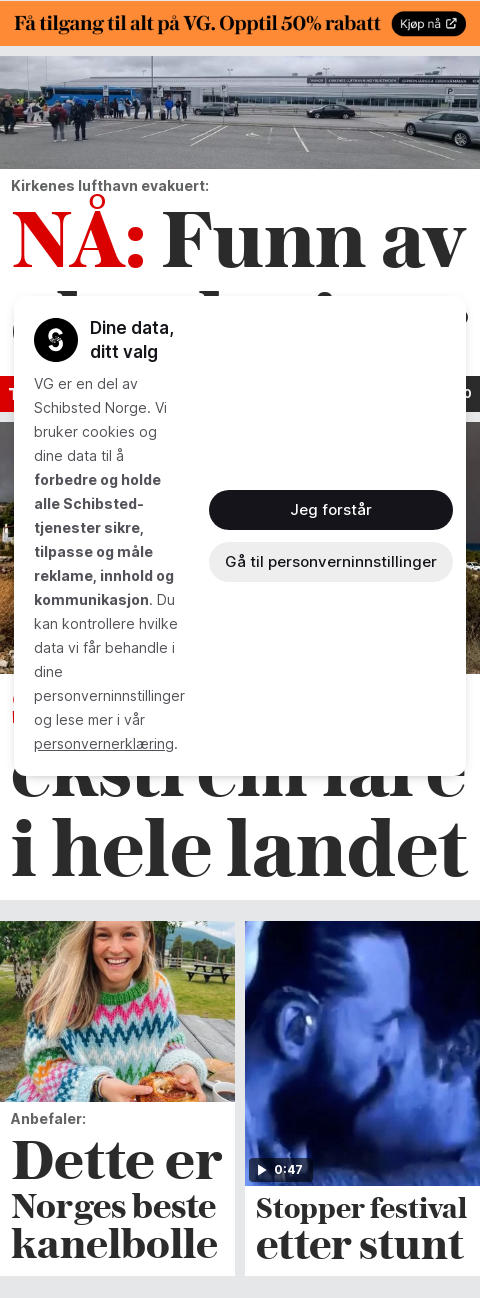 Få tilgang til alt på VG. Opptil 50% rabatt
Kjøp nå
Kirkenes lufthavn evakuert:
NÅ: Funn av
Dine data,
ditt valg
VG er en del av
Schibsted Norge. Vi
bruker cookies og
dine data til å
forbedre og holde
alle Schibsted-
tjenester sikre,
tilpasse og måle
reklame, innhold og
kommunikasjon. Du
kan kontrollere hvilke
data vi får behandle i
dine
personverninnstillinger
og lese mer i vår
personvernerklæring.
Jeg forstår
Gå til personverninnstillinger
ekstrem fare
i hele landet
0:47
Anbefaler:
Dette er
Norges beste
kanelbolle
Stopper festival
etter stunt